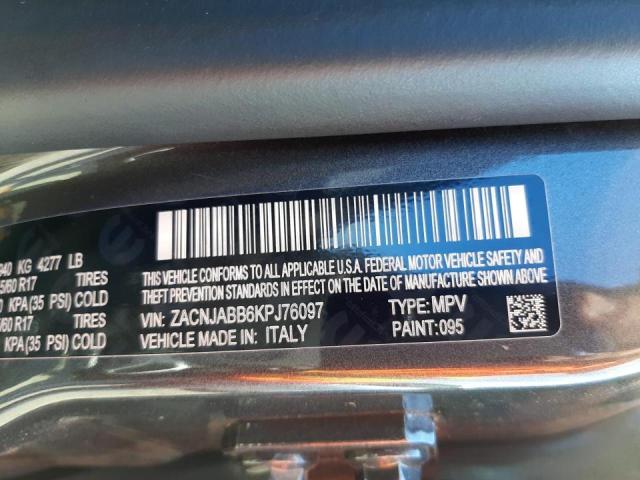 940 KG 4277 LB
5/60 R17 TIRES
0 KPA(35 PSI) COLD
/60 R17 TIRES
KPA(35 PSI) COLD
THIS VEHICLE CONFORMS TO ALL APPLICABLE U.S.A. FEDERAL MOTOR VEHICLE SAFETY AND
THEFT PREVENTION STANDARDS IN EFFECT ON THE DATE OF MANUFACTURE SHOWN ABOVE.
VIN: ZACNJABB6KPJ76097 TYPE: MPV
VEHICLE MADE IN: ITALY PAINT: 095